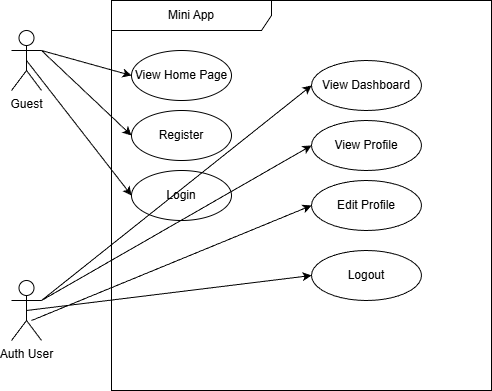 Mini App
Guest
View Home Page
View Dashboard
Register
View Profile
Login
Edit Profile
Logout
Auth User